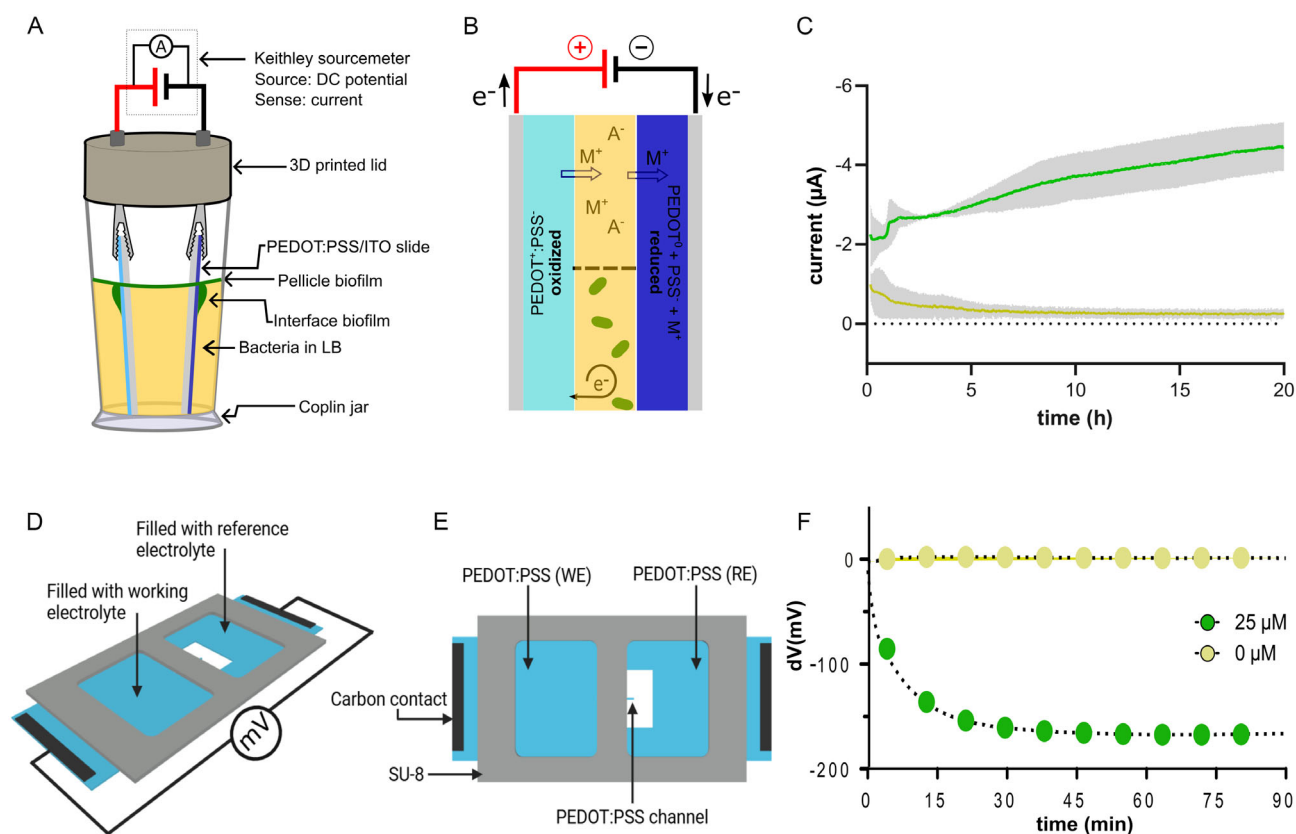 A
A
Keithley sourcemeter
Source: DC potential
Sense: current
3D printed lid
PEDOT:PSS/ITO slide
Pellicle biofilm
Interface biofilm
Bacteria in LB
Coplin jar
B
+
−
e-
e-
A-
M+
M+
M+
A-
PEDOT+:PSS-
oxidized
PEDOT0 + PSS- + M+
reduced
e-
C
current (µA)
-6
-4
-2
0
0
5
10
15
20
time (h)
D
Filled with reference
electrolyte
Filled with working
electrolyte
mV
E
PEDOT:PSS (WE)
PEDOT:PSS (RE)
Carbon contact
SU-8
PEDOT:PSS channel
F
dV(mV)
0
-100
-200
25 µM
0 µM
0
15
30
45
60
75
90
time (min)